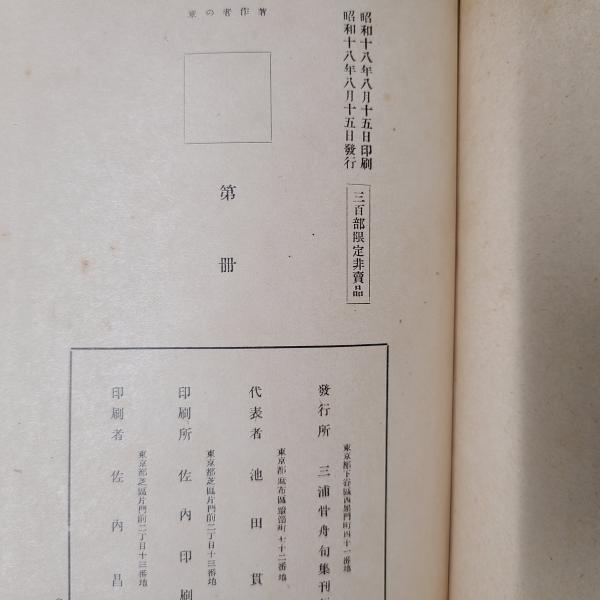 昭和十八年八月十五日印刷
昭和十八年八月十五日發行
三百部限定非賣品
著作者の章
第 冊
東京都下谷區西黑門町四十一番地
發行所 三浦骨舟句集刊
東京都麻布區霞町七十二番地
代表者 池田貫
東京都芝區片門前二丁目十三番地
印刷所 佐內印刷
東京都芝區片門前二丁目十三番地
印刷者 佐內昌